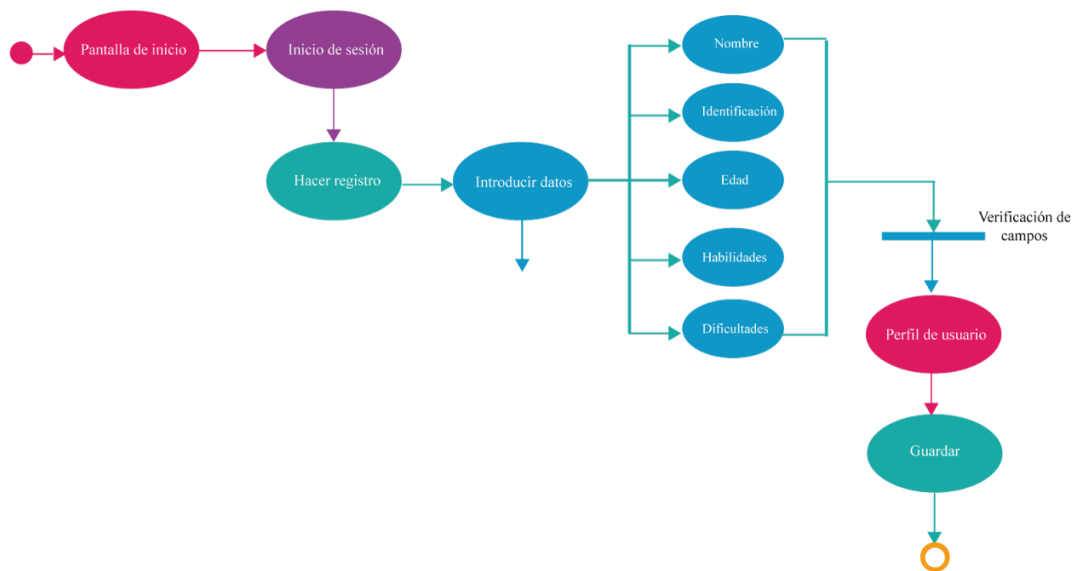 Pantalla de inicio
Inicio de sesión
Hacer registro
Introducir datos
Nombre
Identificación
Edad
Habilidades
Dificultades
Verificación de
campos
Perfil de usuario
Guardar